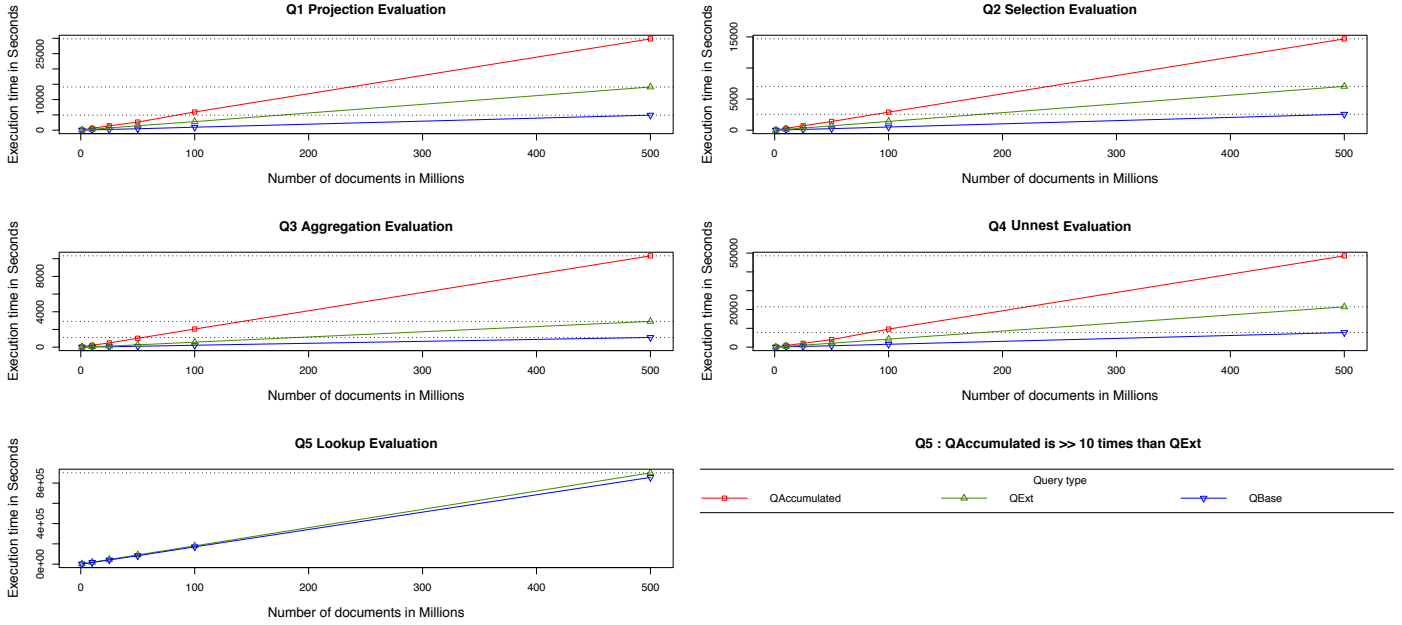 Q1 Projection Evaluation
Execution time in Seconds
0 10000 25000
0 100 200 300 400 500
Number of documents in Millions
Q2 Selection Evaluation
Execution time in Seconds
0 5000 15000
0 100 200 300 400 500
Number of documents in Millions
Q3 Aggregation Evaluation
Execution time in Seconds
0 4000 8000
0 100 200 300 400 500
Number of documents in Millions
Q4 Unnest Evaluation
Execution time in Seconds
0 20000 50000
0 100 200 300 400 500
Number of documents in Millions
Q5 Lookup Evaluation
Execution time in Seconds
0e+00 4e+05 8e+05
0 100 200 300 400 500
Number of documents in Millions
Q5 : QAccumulated is >> 10 times than QExt
Query type
QAccumulated QExt QBase